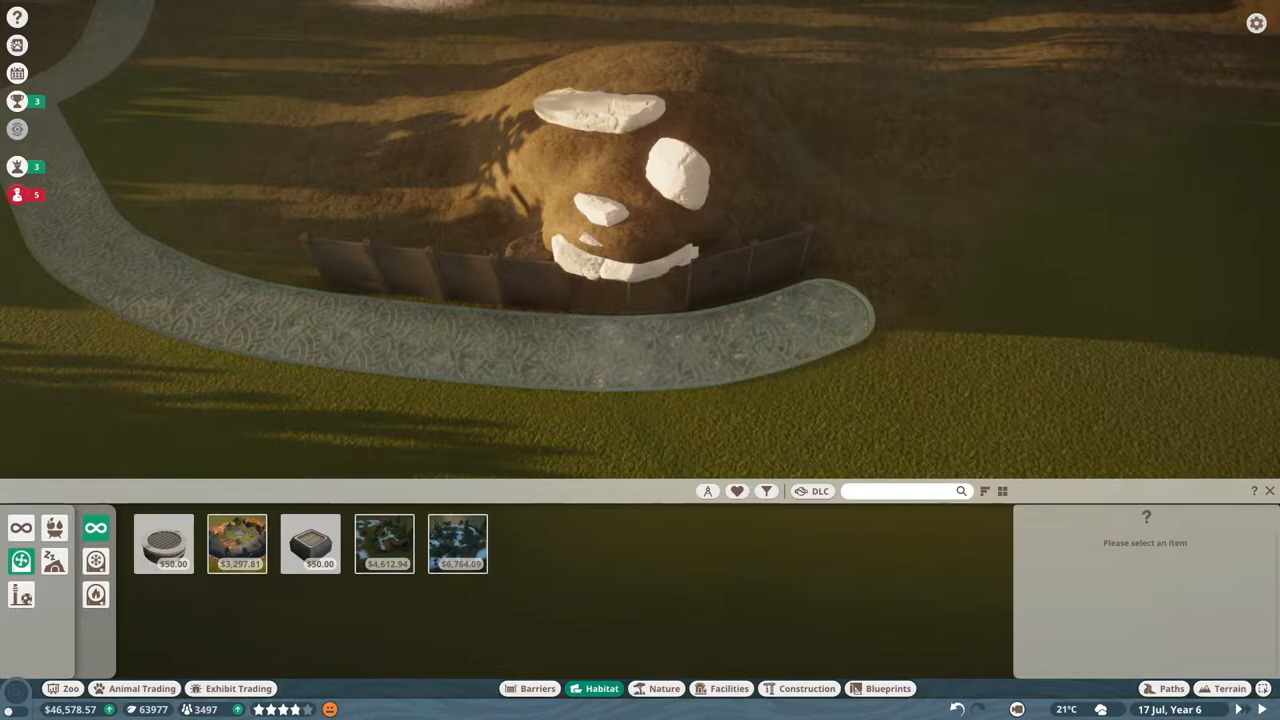 ?
3
3
5
DLC
? ×
$50.00
$3,297.81
$50.00
$4,612.94
$6,764.09
?
Please select an item
Zoo
Animal Trading
Exhibit Trading
Barriers
Habitat
Nature
Facilities
Construction
Blueprints
Paths
Terrain
$46,578.57
63977
3497
21°C
17 Jul, Year 6